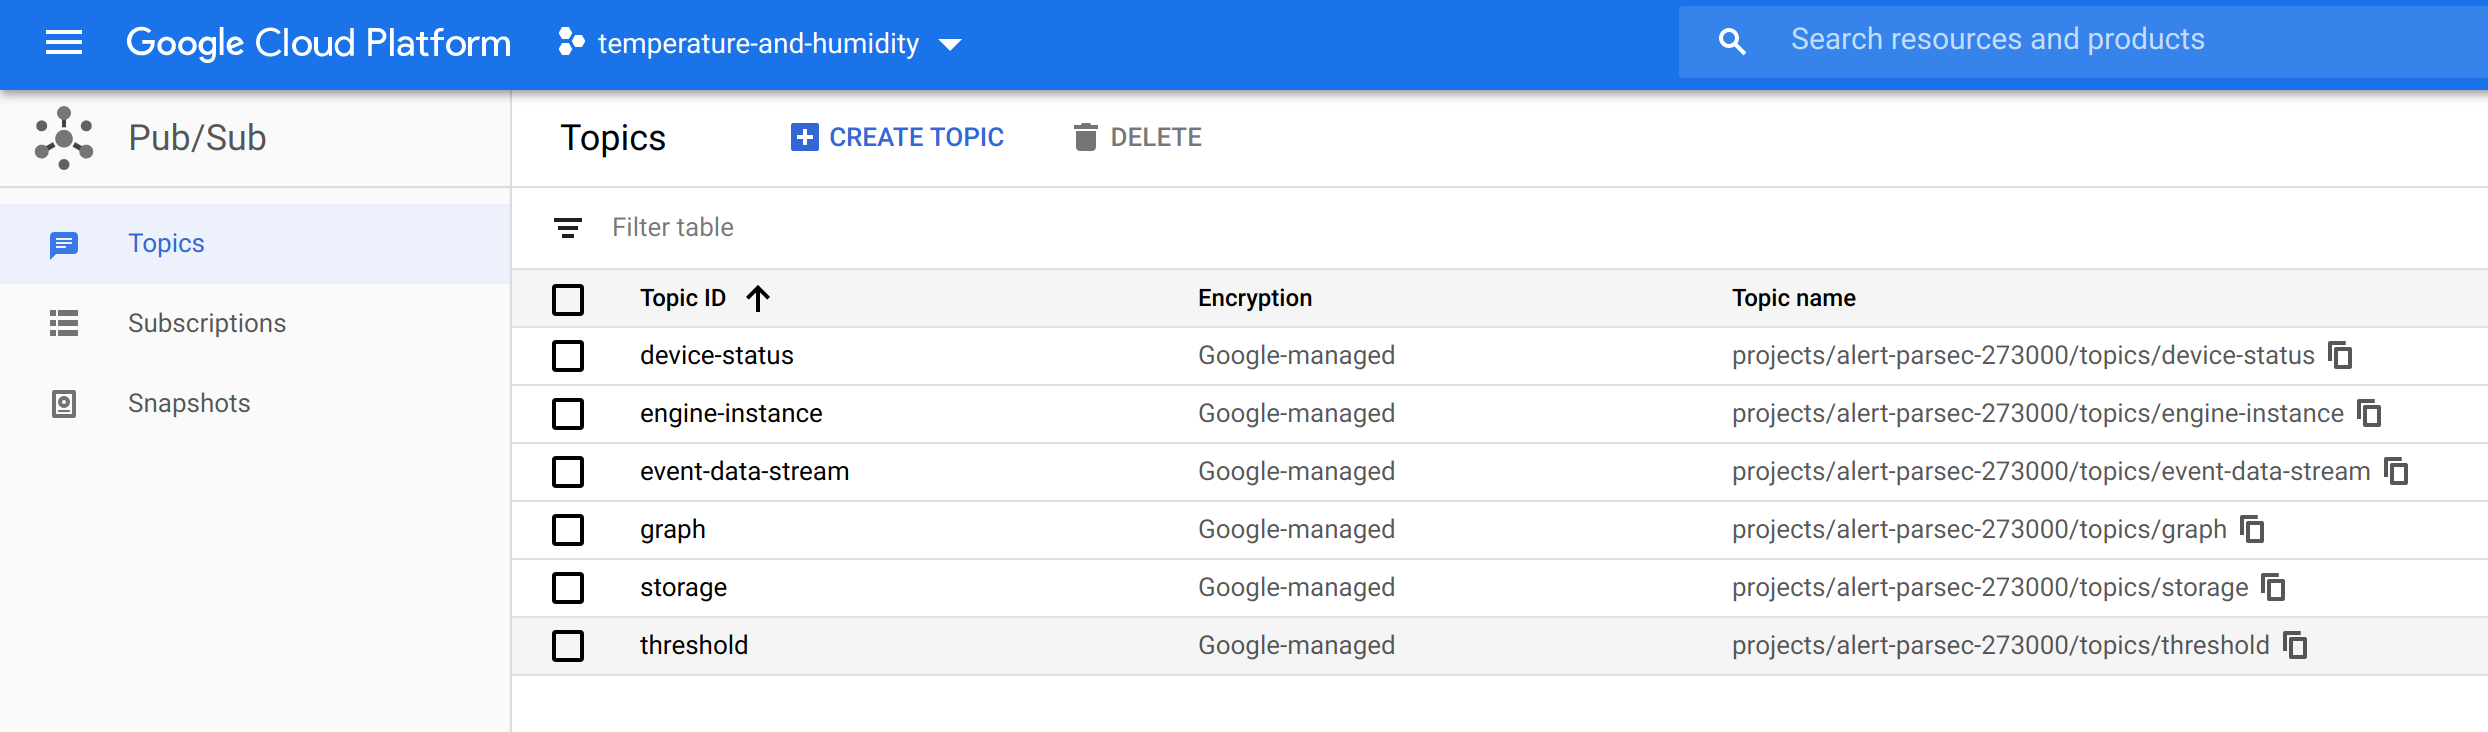 Google Cloud Platform temperature-and-humidity Search resources and products
Pub/Sub
Topics
Subscriptions
Snapshots
Topics CREATE TOPIC DELETE
Filter table
Topic ID Encryption Topic name
device-status Google-managed projects/alert-parsec-273000/topics/device-status
engine-instance Google-managed projects/alert-parsec-273000/topics/engine-instance
event-data-stream Google-managed projects/alert-parsec-273000/topics/event-data-stream
graph Google-managed projects/alert-parsec-273000/topics/graph
storage Google-managed projects/alert-parsec-273000/topics/storage
threshold Google-managed projects/alert-parsec-273000/topics/threshold